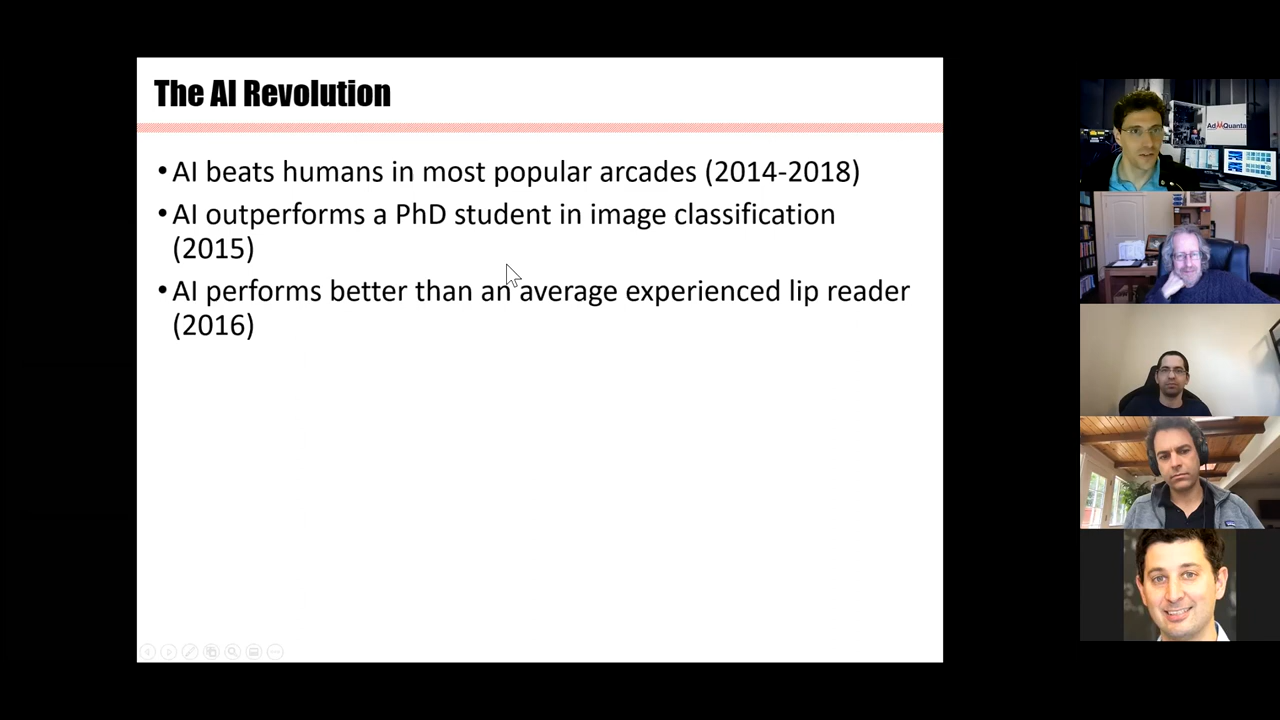 The AI Revolution
• AI beats humans in most popular arcades (2014-2018)
• AI outperforms a PhD student in image classification
(2015)
• AI performs better than an average experienced lip reader
(2016)
AdMQuanta